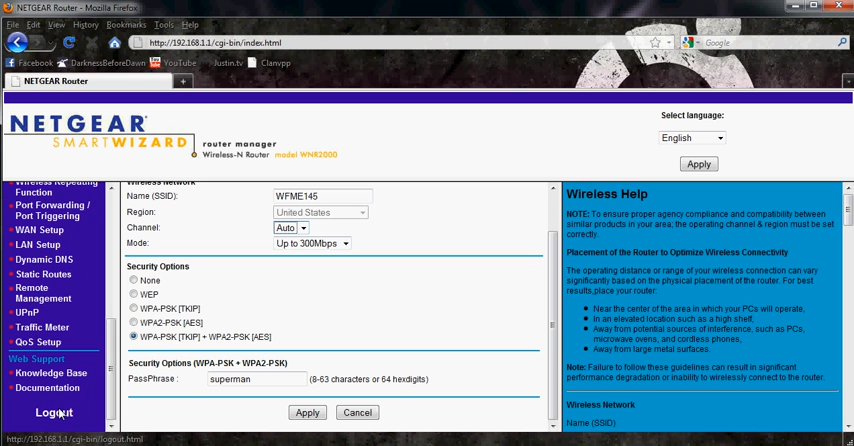 NETGEAR Router - Mozilla Firefox
File Edit View History Bookmarks Tools Help
http://192.168.1.1/cgi-bin/index.html
Google
Facebook DarknessBeforeDawn YouTube Justin.tv Clanvpp
NETGEAR Router
Select language:
NETGEAR
SMARTWIZARD
router manager
Wireless-N Router model WNR2000
English
Apply
Wireless Repeating
Function
Port Forwarding /
Port Triggering
WAN Setup
LAN Setup
Dynamic DNS
Static Routes
Remote
Management
UPnP
Traffic Meter
QoS Setup
Web Support
Knowledge Base
Documentation
Logout
Wireless Network
Name (SSID): WFME145
Region: United States
Channel: Auto
Mode: Up to 300Mbps
Security Options
None
WEP
WPA-PSK [TKIP]
WPA2-PSK [AES]
WPA-PSK [TKIP] + WPA2-PSK [AES]
Security Options (WPA-PSK + WPA2-PSK)
PassPhrase : superman (8-63 characters or 64 hexdigits)
Apply Cancel
Wireless Help
NOTE: To ensure proper agency compliance and compatibility between
similar products in your area; the operating channel & region must be set
correctly.
Placement of the Router to Optimize Wireless Connectivity
The operating distance or range of your wireless connection can vary
significantly based on the physical placement of the router. For best
results,place your router:
Near the center of the area in which your PCs will operate,
In an elevated location such as a high shelf,
Away from potential sources of interference, such as PCs,
microwave ovens, and cordless phones,
Away from large metal surfaces.
Note: Failure to follow these guidelines can result in significant
performance degradation or inability to wirelessly connect to the router.
Wireless Network
Name (SSID)
http://192.168.1.1/cgi-bin/logout.html